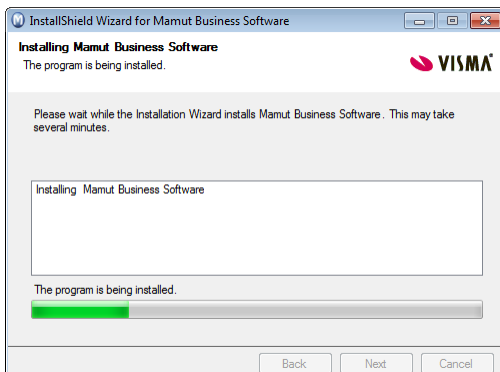 InstallShield Wizard for Mamut Business Software
Installing Mamut Business Software
The program is being installed.
VISMA
Please wait while the Installation Wizard installs Mamut Business Software. This may take
several minutes.
Installing Mamut Business Software
The program is being installed.
Back Next Cancel